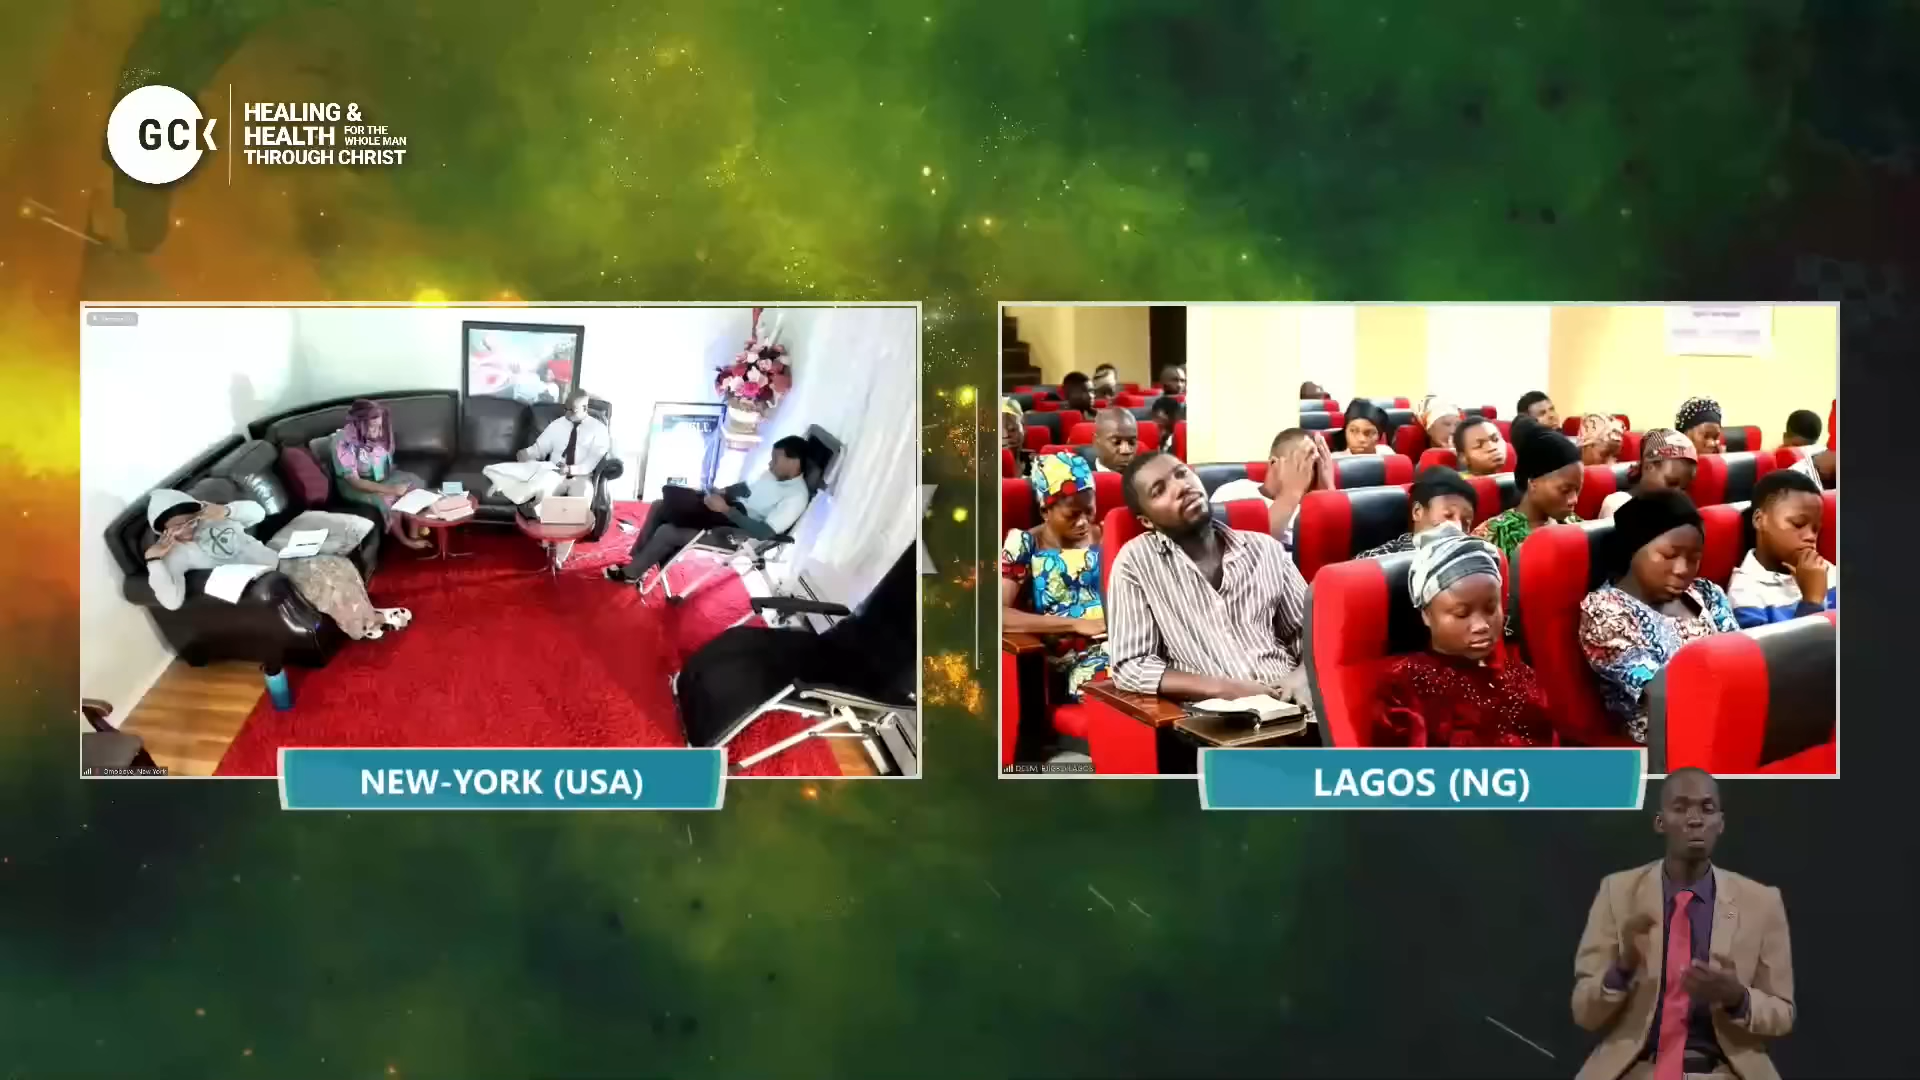 GCK
HEALING &
HEALTH FOR THE WHOLE MAN
THROUGH CHRIST
NEW-YORK (USA)
LAGOS (NG)